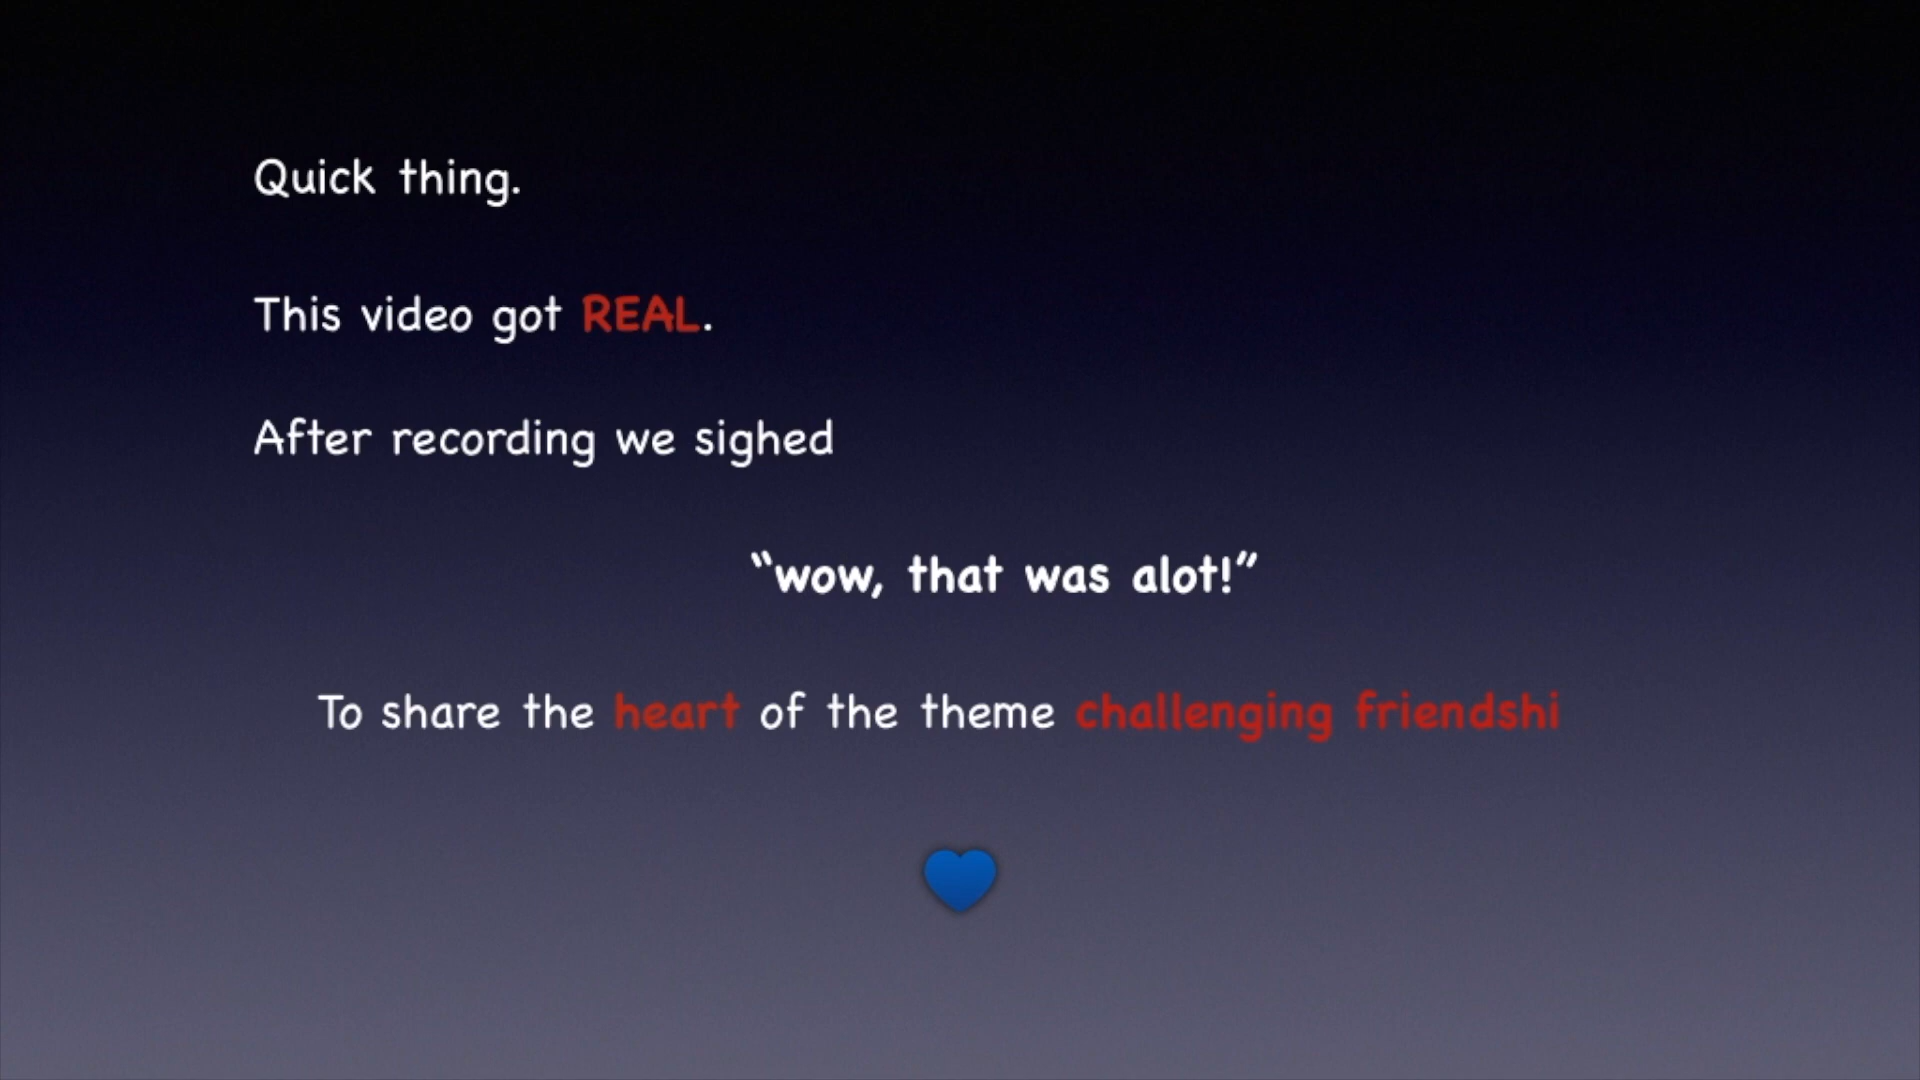 Quick thing.
This video got REAL.
After recording we sighed
“wow, that was alot!”
To share the heart of the theme challenging friendshi